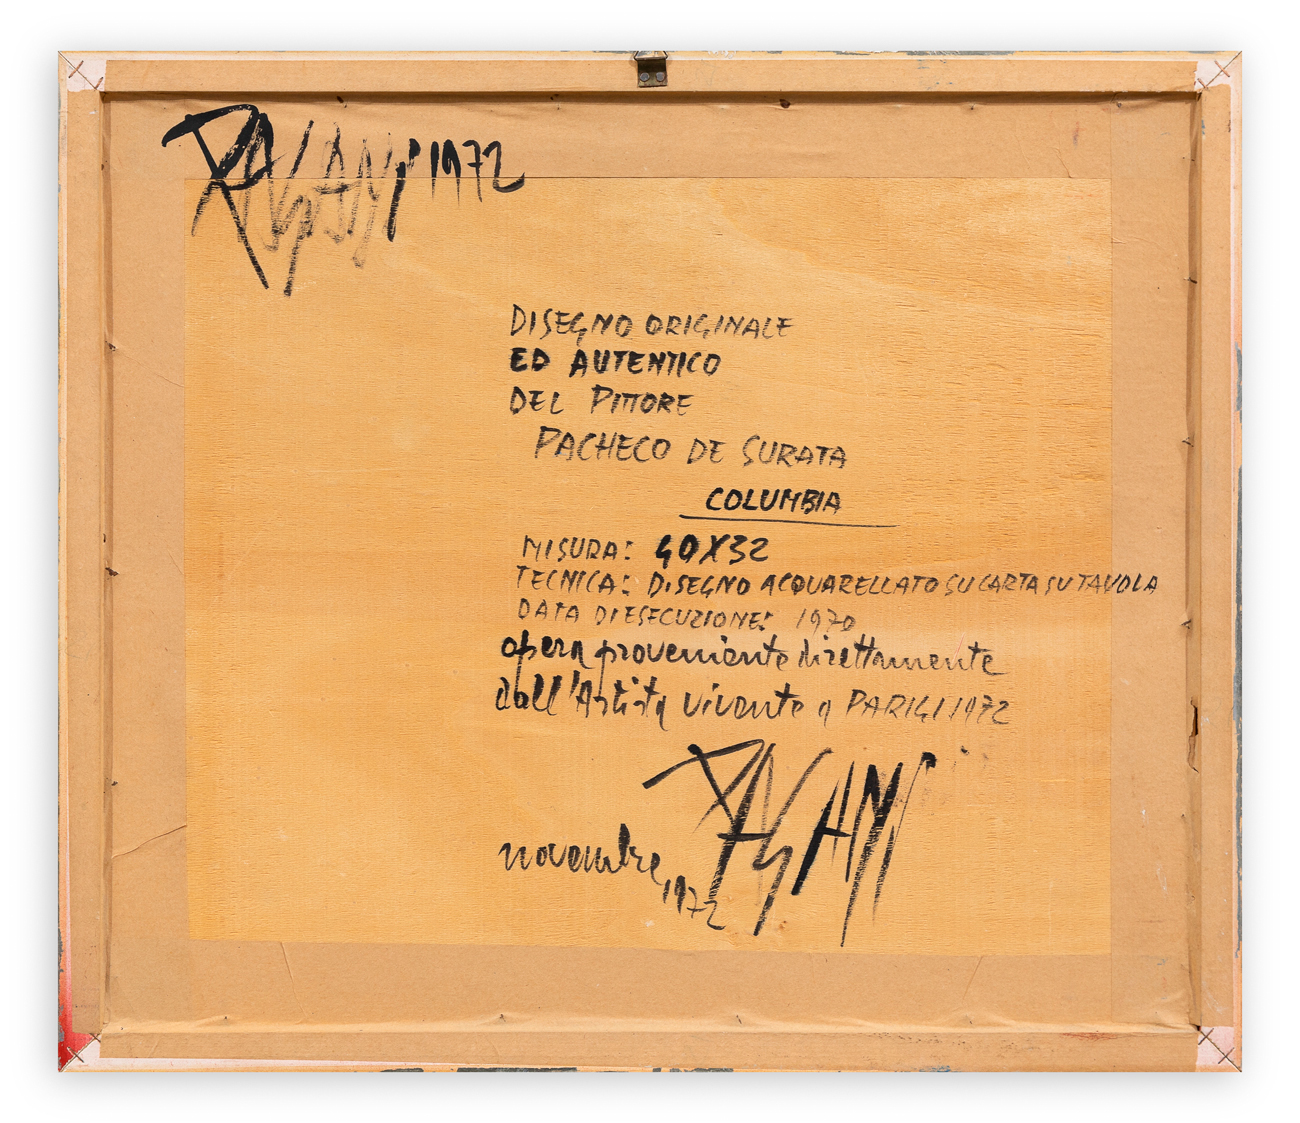 PAGANI 1972
DISEGNO ORIGINALE
ED AUTENTICO
DEL PITTORE
PACHECO DE SURATA
COLUMBIA
MISURA: 40X32
TECNICA: DISEGNO ACQUARELLATO SU CARTA SU TAVOLA
DATA DI ESECUZIONE: 1970
opera proveniente direttamente
dall'Artista vivente a PARIGI 1972
PAGANI
novembre 1972